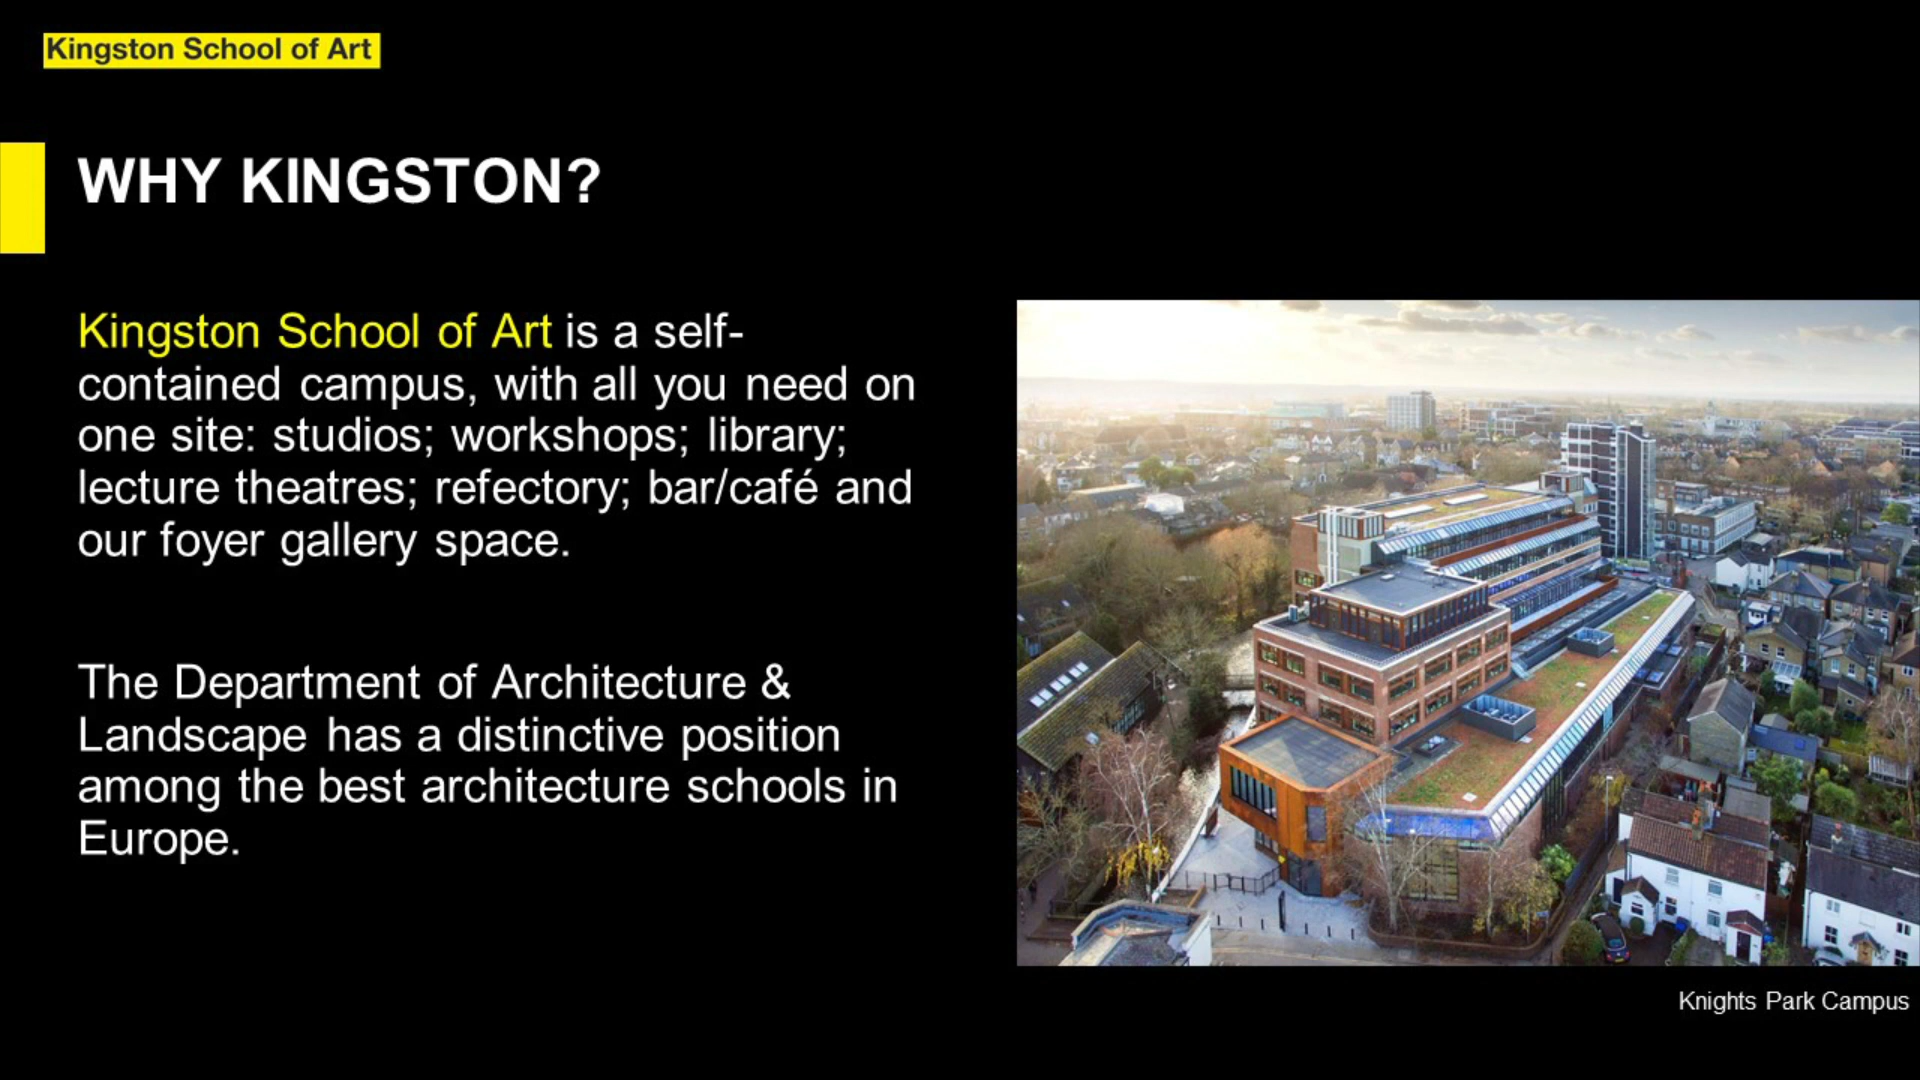 Kingston School of Art
WHY KINGSTON?
Kingston School of Art is a self-
contained campus, with all you need on
one site: studios; workshops; library;
lecture theatres; refectory; bar/café and
our foyer gallery space.
The Department of Architecture &
Landscape has a distinctive position
among the best architecture schools in
Europe.
Knights Park Campus